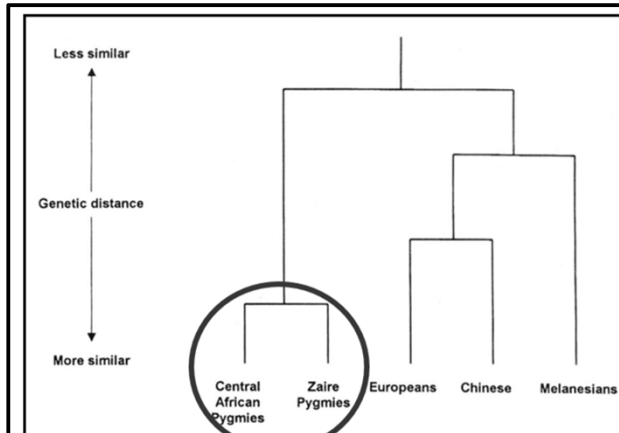 Less similar
Genetic distance
More similar
Central
African
Pygmies
Zaire
Pygmies
Europeans
Chinese
Melanesians